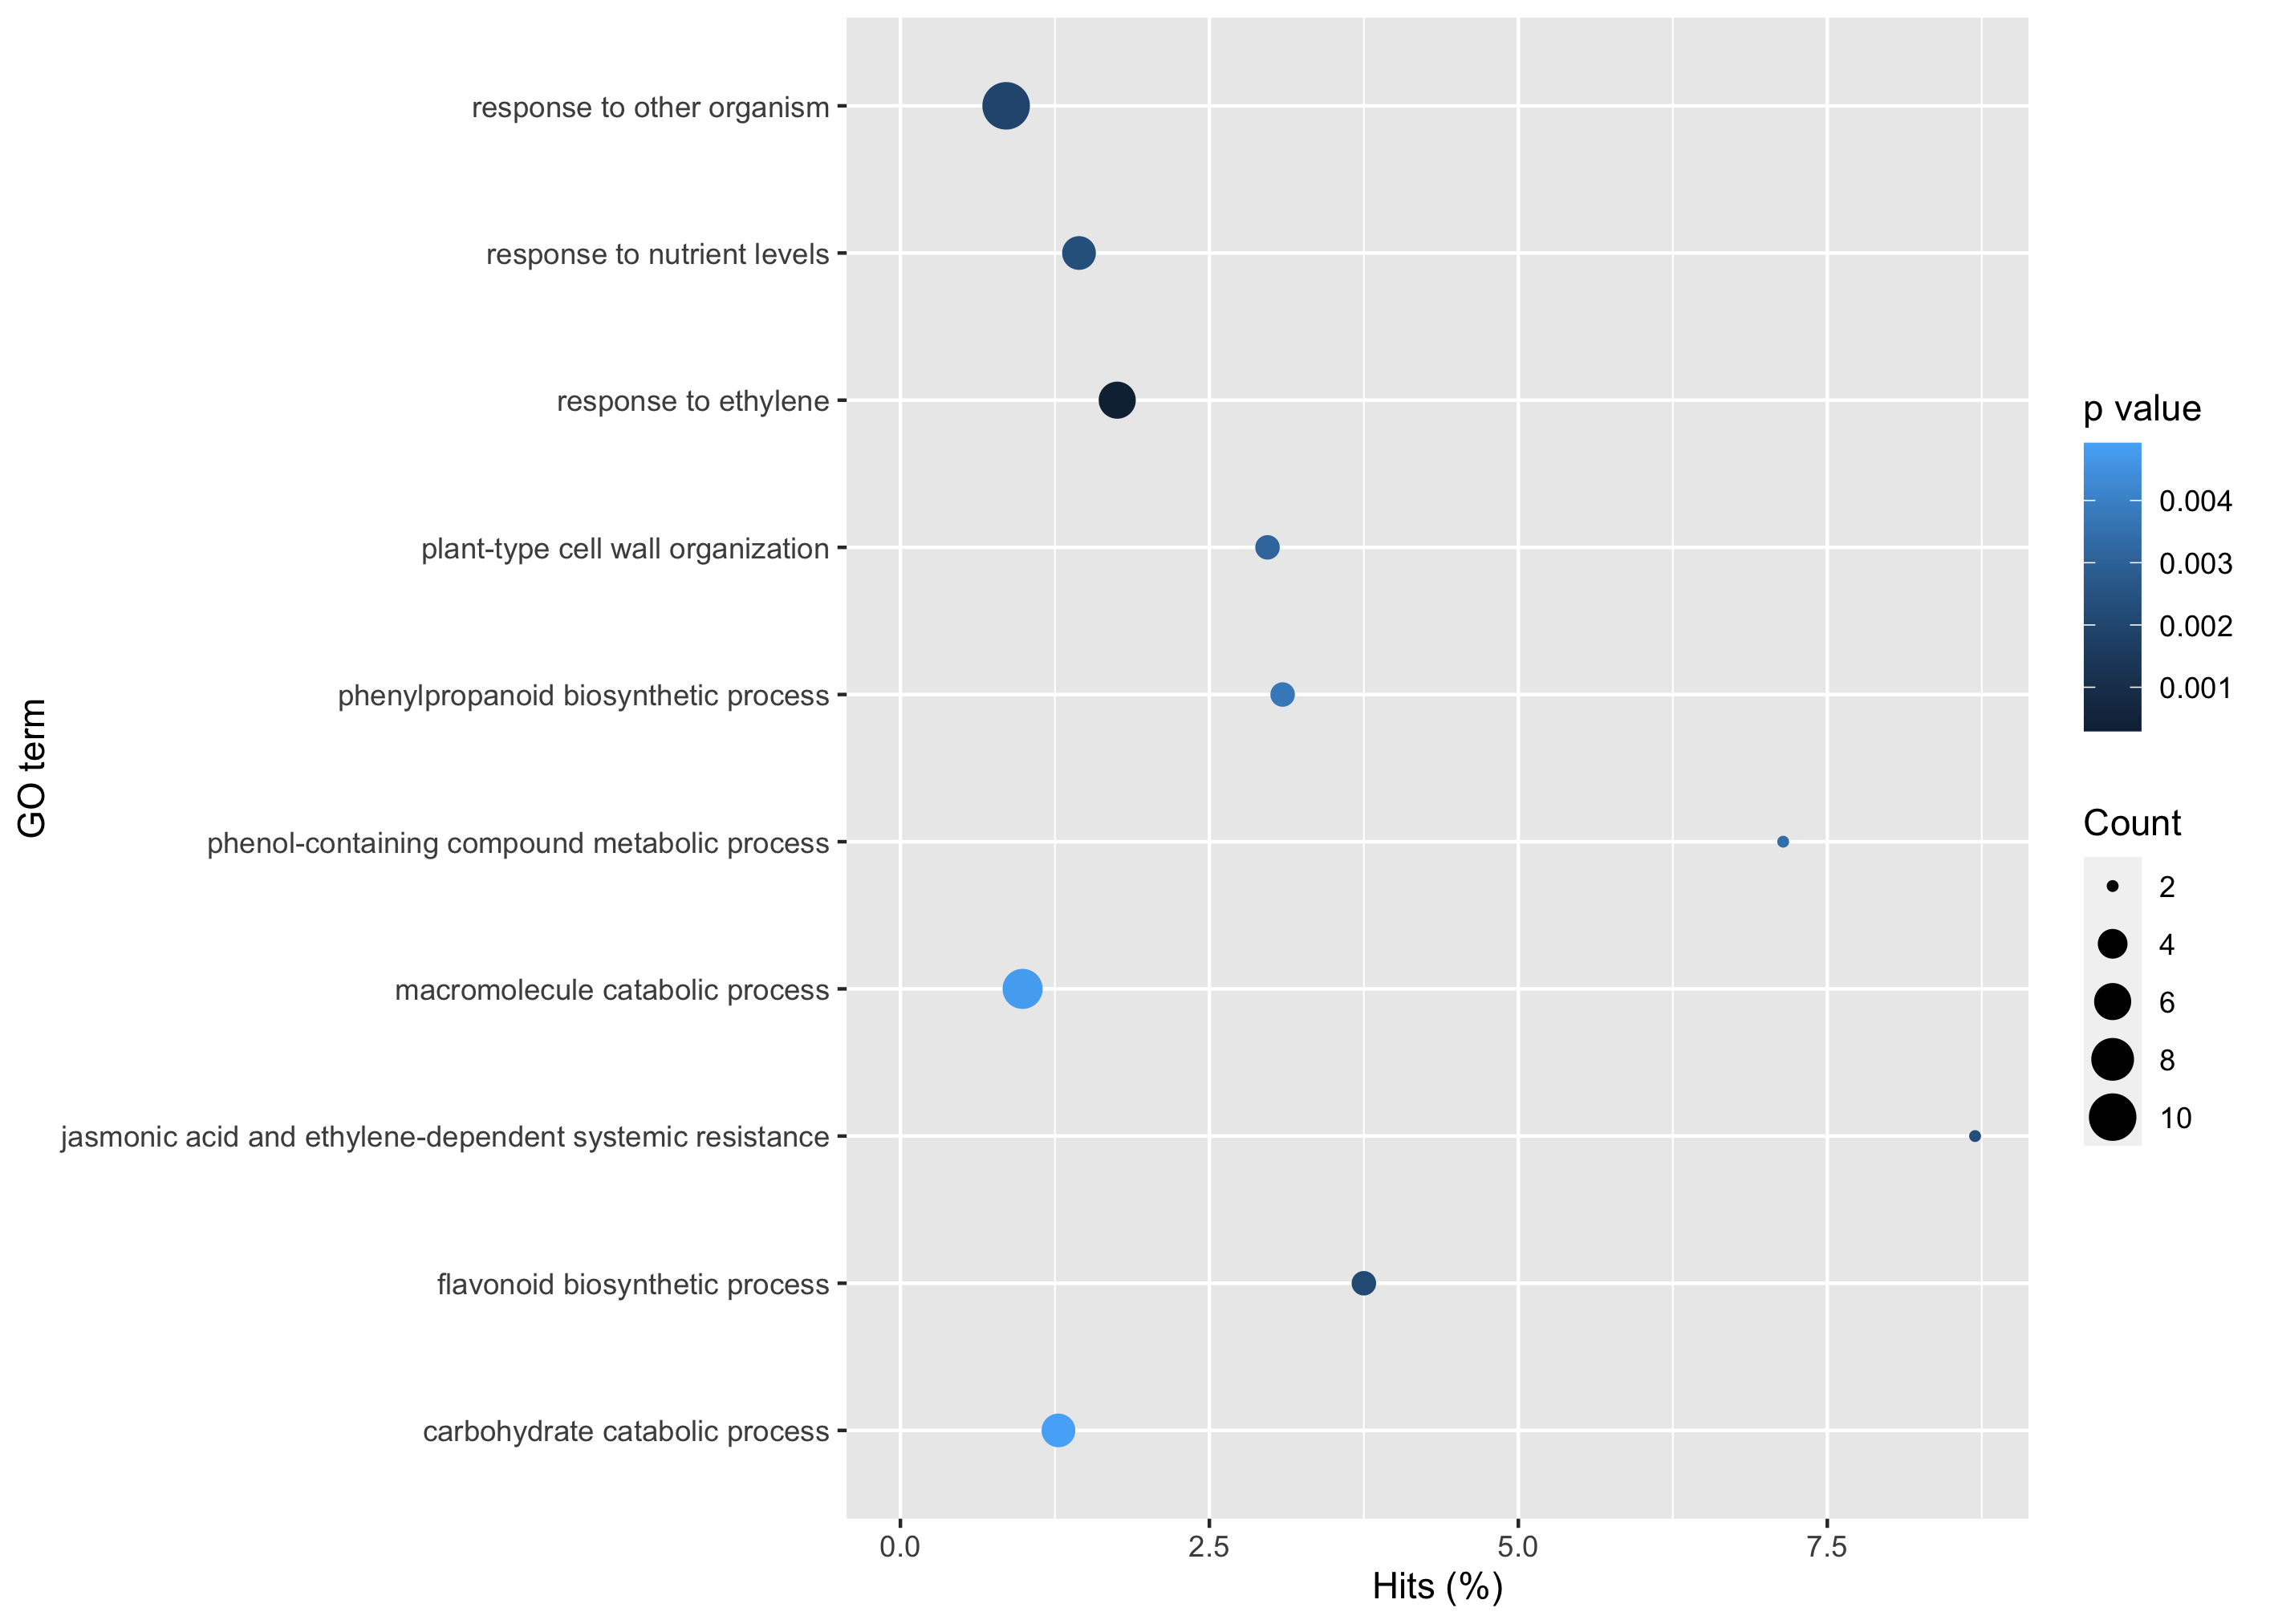 response to other organism
response to nutrient levels
response to ethylene
plant-type cell wall organization
phenylpropanoid biosynthetic process
phenol-containing compound metabolic process
macromolecule catabolic process
jasmonic acid and ethylene-dependent systemic resistance
flavonoid biosynthetic process
carbohydrate catabolic process
GO term
0.0 2.5 5.0 7.5
Hits (%)
p value
0.004
0.003
0.002
0.001
Count
2
4
6
8
10